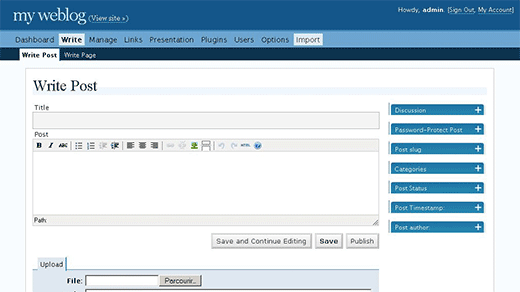 my weblog (View site »)
Howdy, admin. [Sign Out, My Account]
Dashboard Write Manage Links Presentation Plugins Users Options Import
Write Post Write Page
Write Post
Title
Discussion +
Post
Password-Protect Post +
B I ABC HTML
Post slug +
Categories +
Post Status +
Post Timestamp: +
Path:
Post author: +
Save and Continue Editing Save Publish
Upload
File: Parcourir..